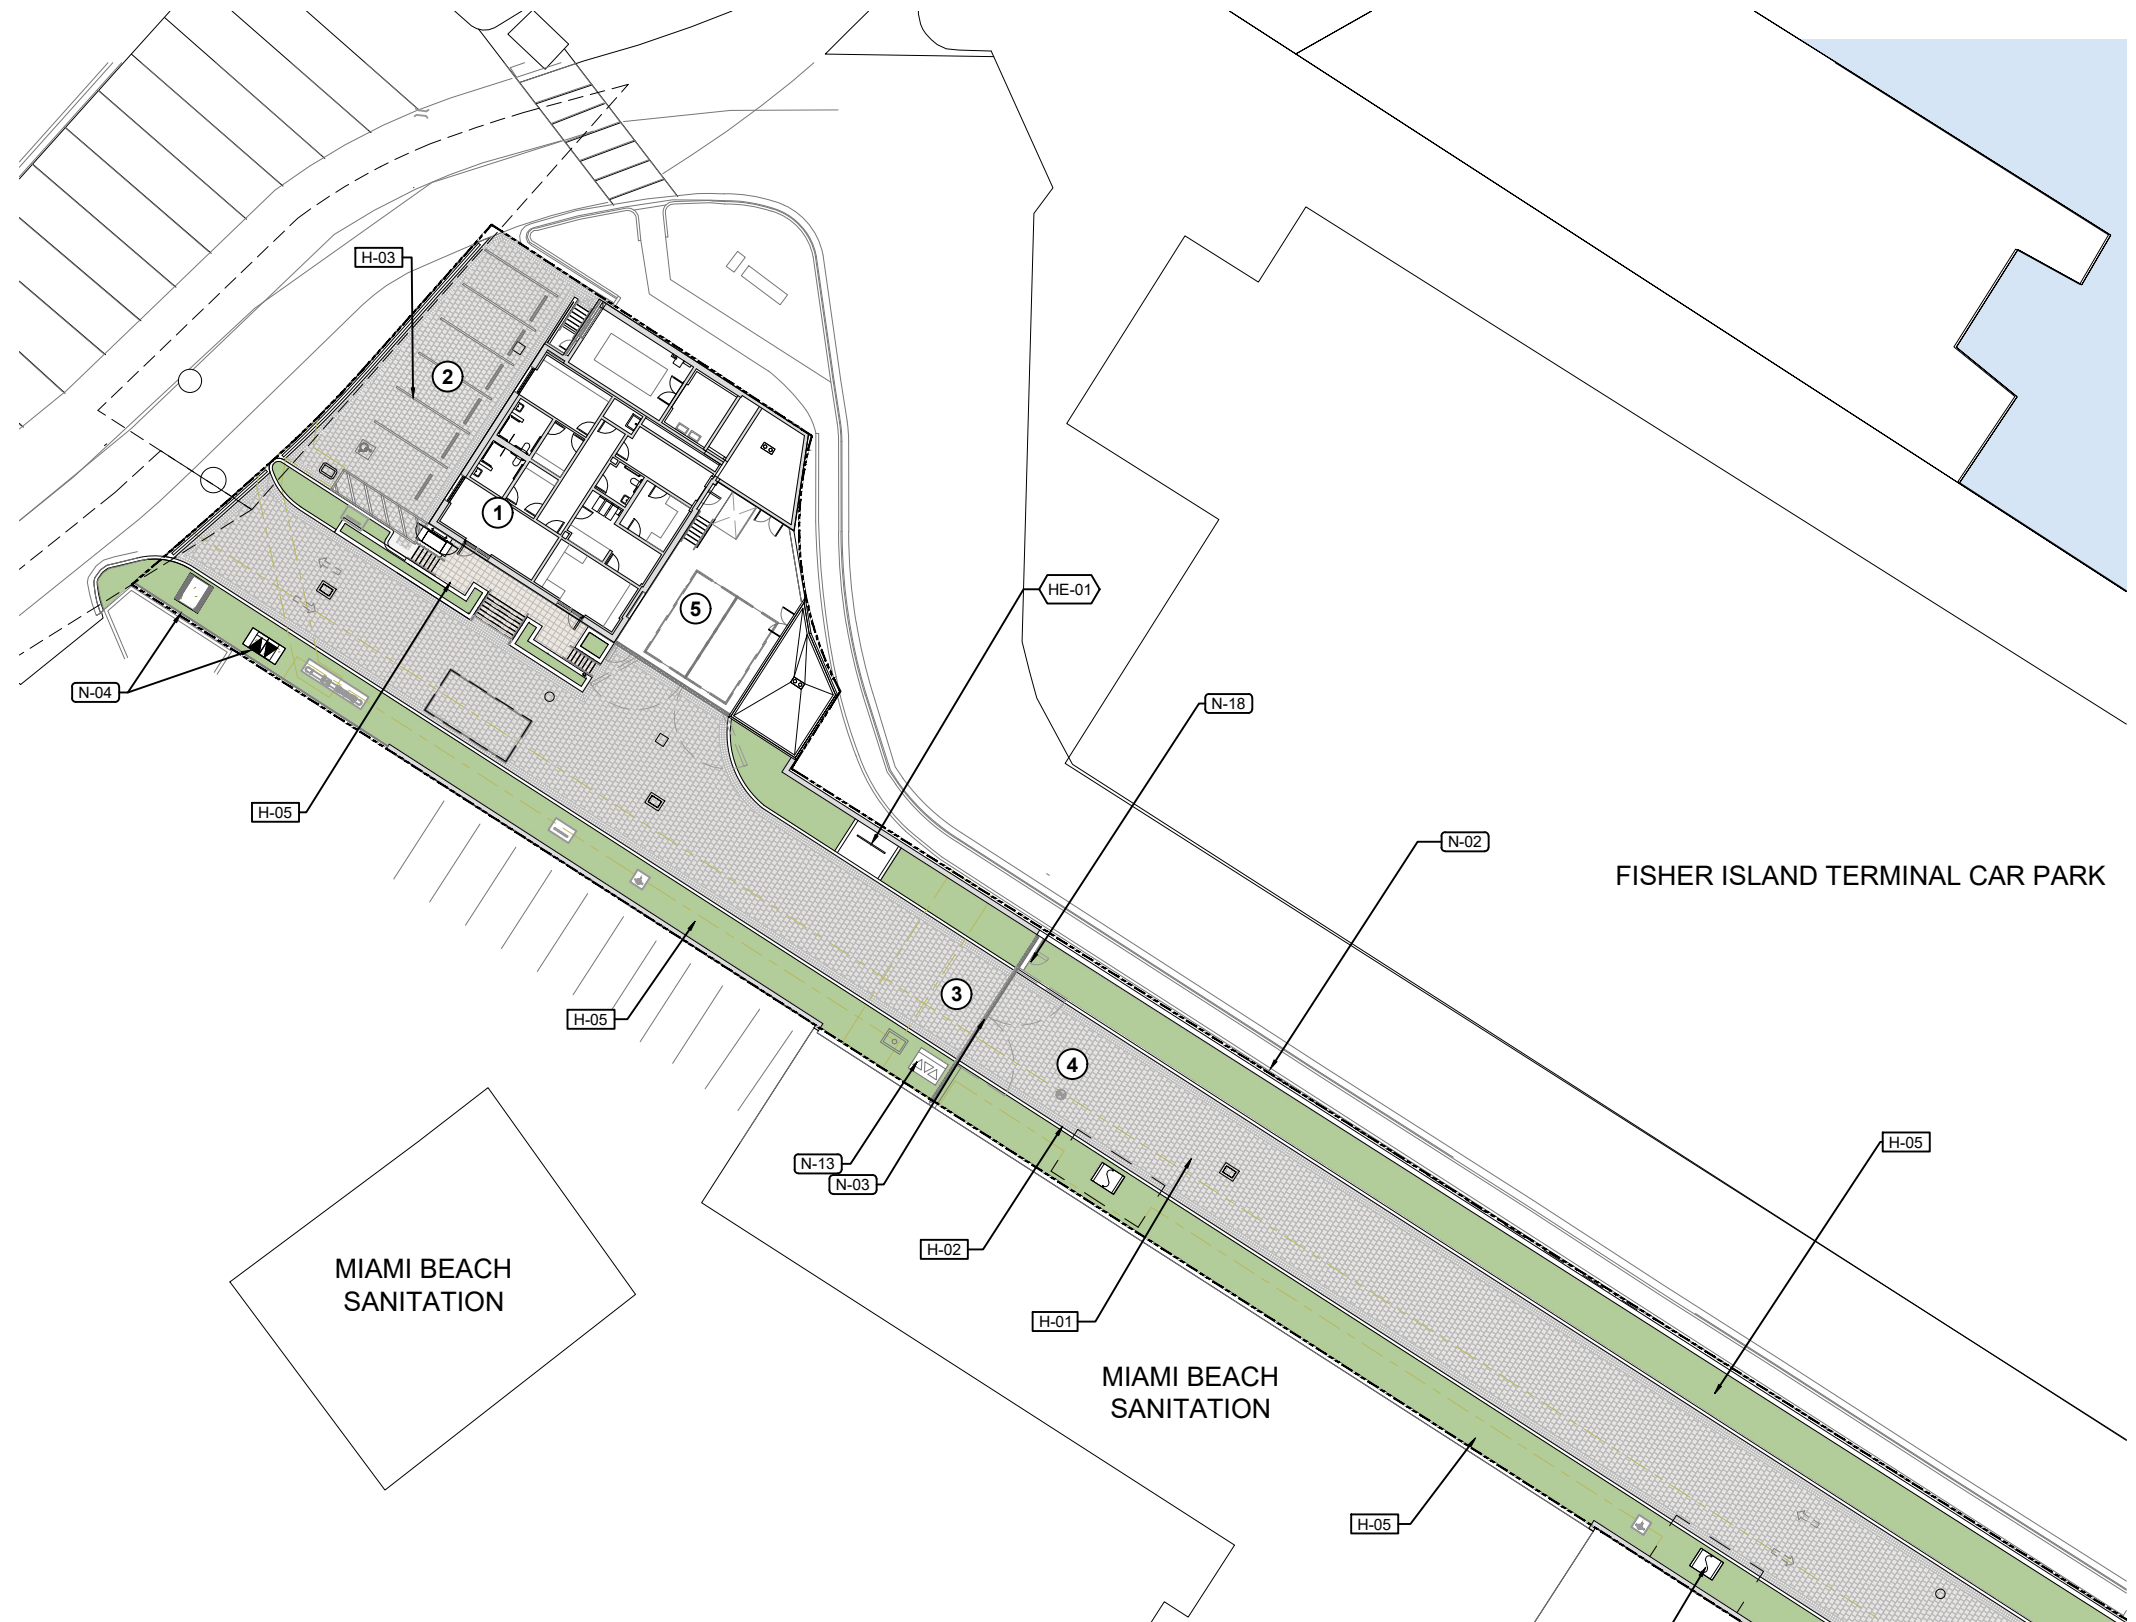 H-03
2
1
HE-01
5
N-04
N-18
H-05
N-02
FISHER ISLAND TERMINAL CAR PARK
3
H-05
4
H-05
N-13
N-03
H-02
MIAMI BEACH
SANITATION
H-01
MIAMI BEACH
SANITATION
H-05